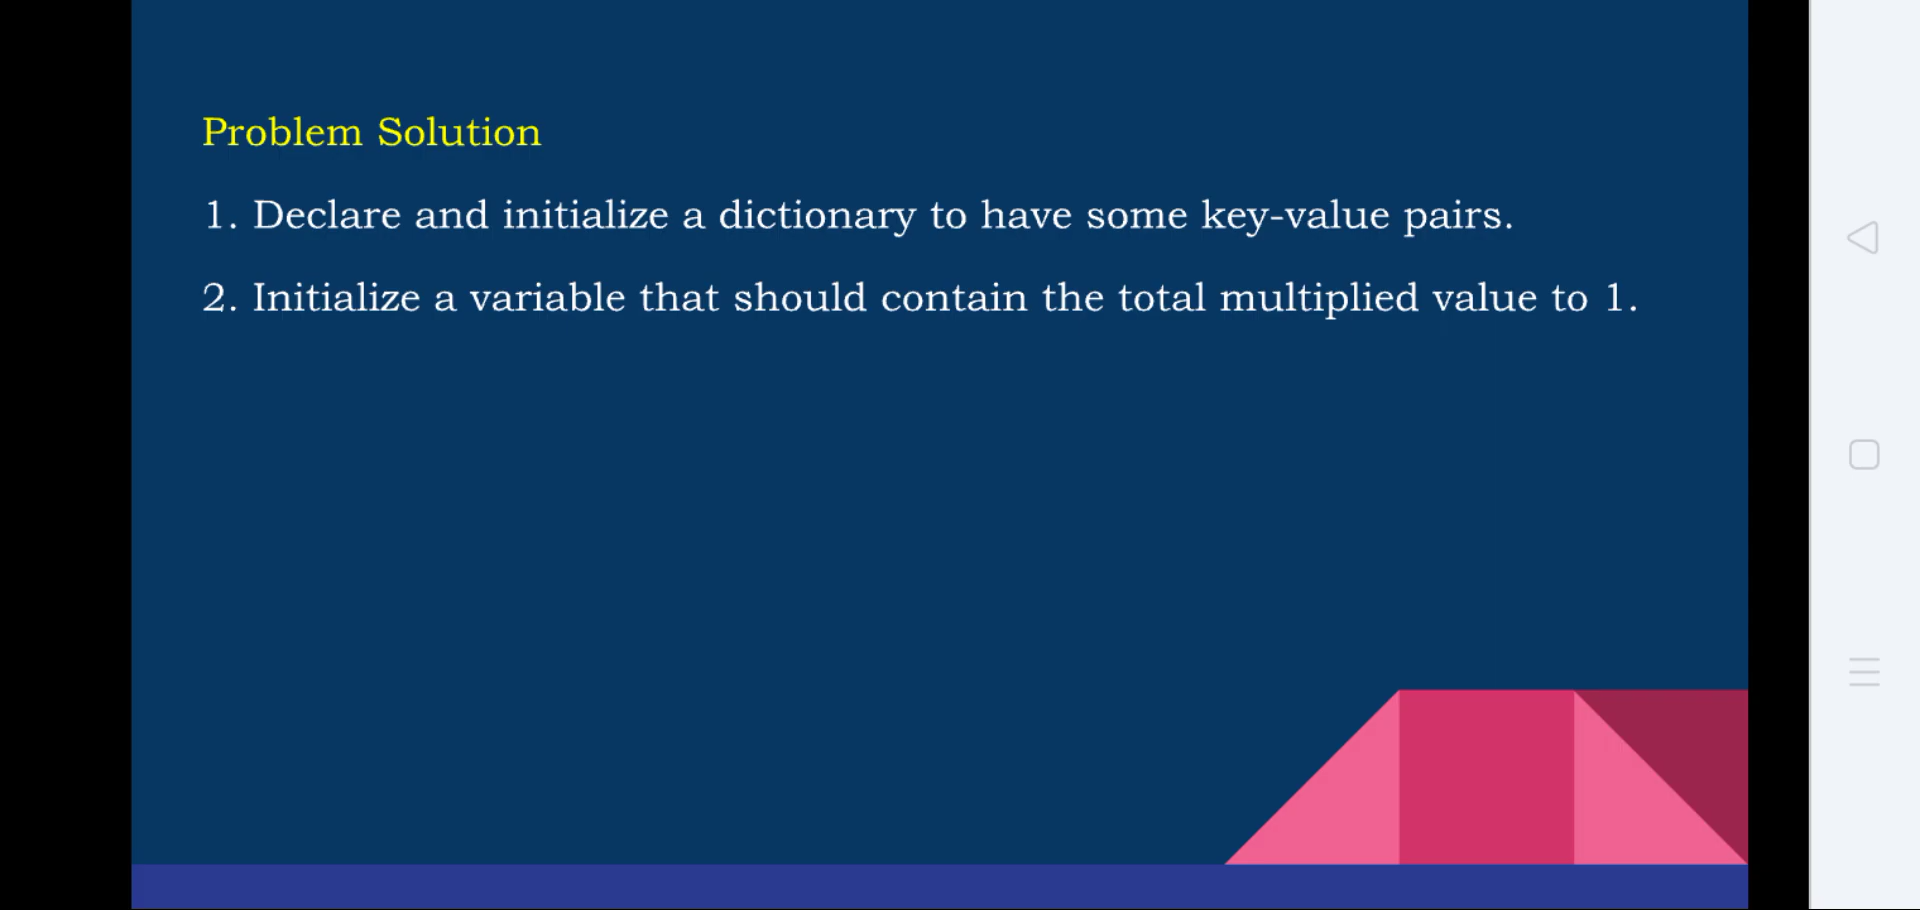 Problem Solution
1. Declare and initialize a dictionary to have some key-value pairs.
2. Initialize a variable that should contain the total multiplied value to 1.